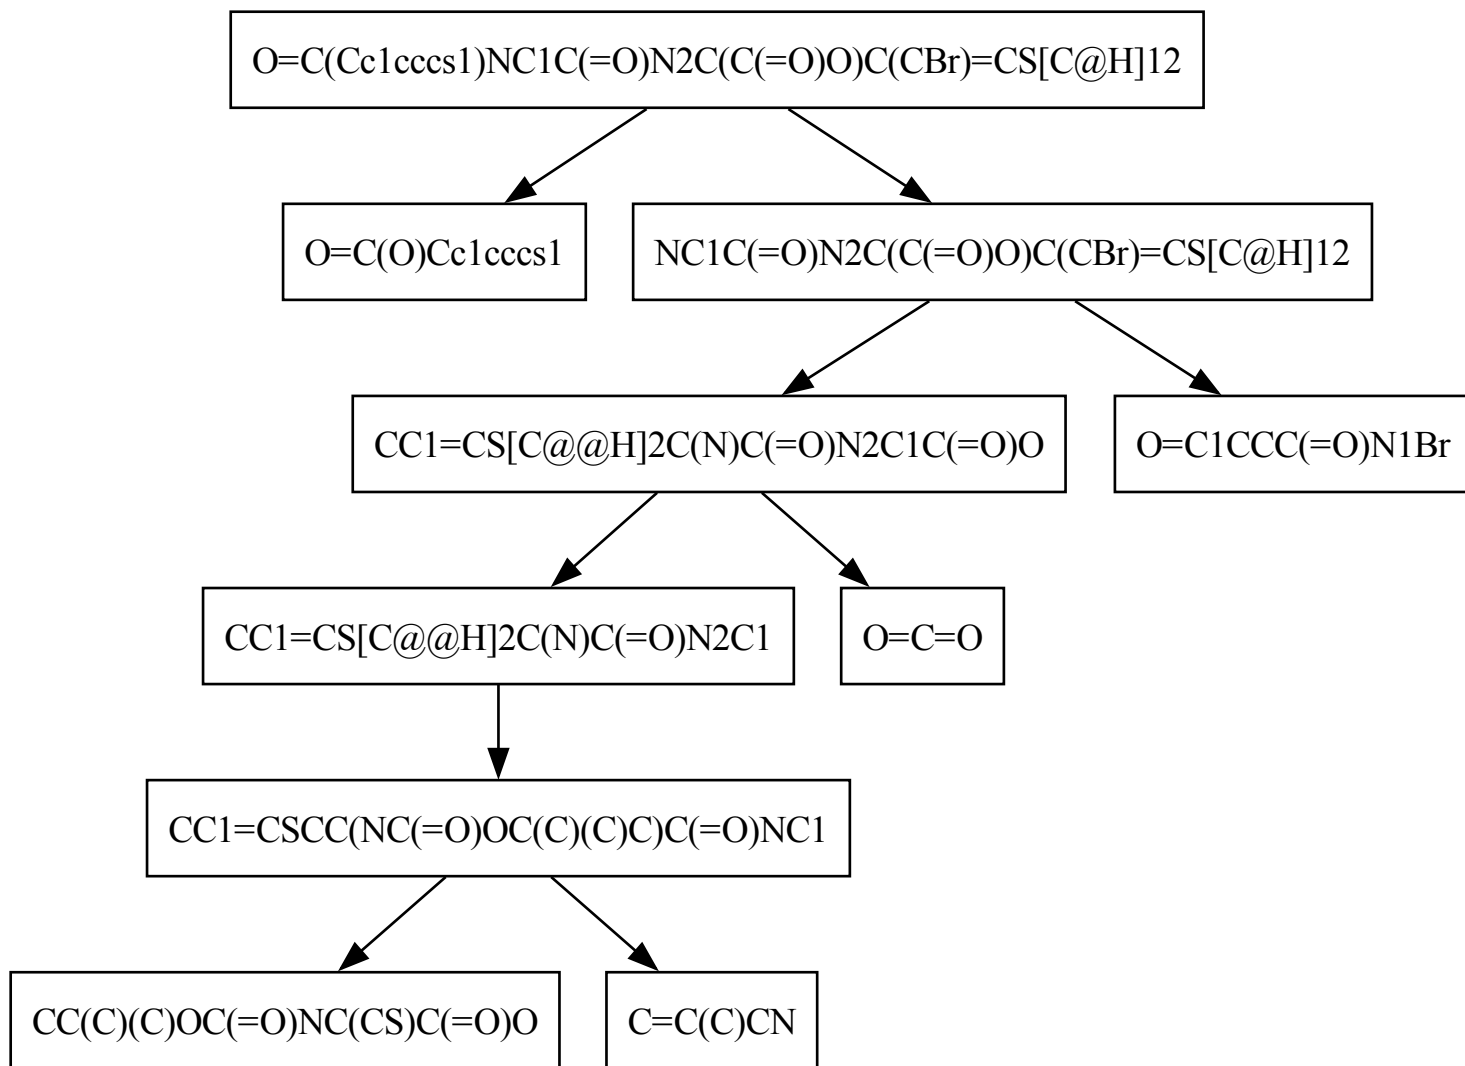 O=C(Cc1cccs1)NC1C(=O)N2C(C(=O)O)C(CBr)=CS[C@H]12
O=C(O)Cc1cccs1
NC1C(=O)N2C(C(=O)O)C(CBr)=CS[C@H]12
CC1=CS[C@@H]2C(N)C(=O)N2C1C(=O)O
O=C1CCC(=O)N1Br
CC1=CS[C@@H]2C(N)C(=O)N2C1
O=C=O
CC1=CSCC(NC(=O)OC(C)(C)C)C(=O)NC1
CC(C)(C)OC(=O)NC(CS)C(=O)O
C=C(C)CN